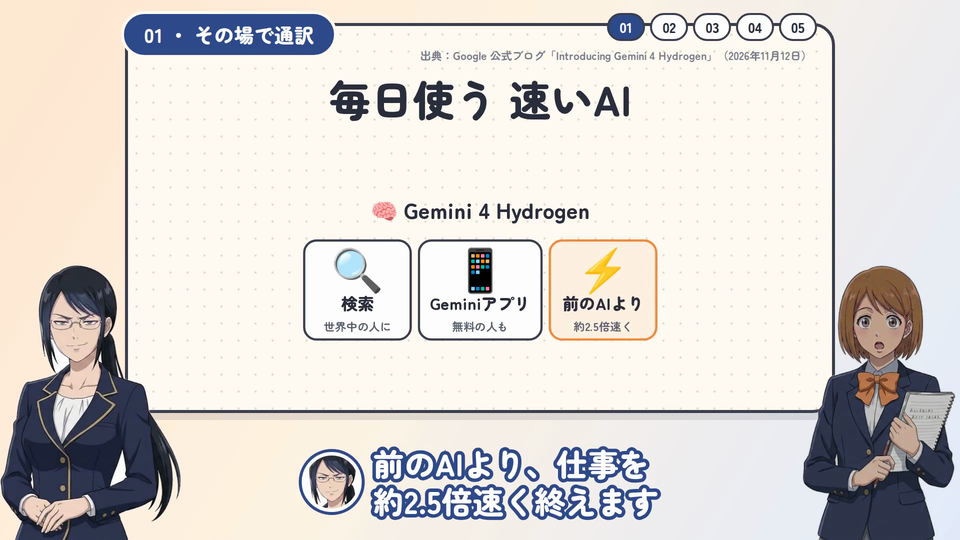 01 ・ その場で通訳
01 02 03 04 05
出典：Google 公式ブログ「Introducing Gemini 4 Hydrogen」（2026年11月12日）
毎日使う 速いAI
Gemini 4 Hydrogen
検索
世界中の人に
Geminiアプリ
無料の人も
前のAIより
約2.5倍速く
前のAIより、仕事を
約2.5倍速く終えます